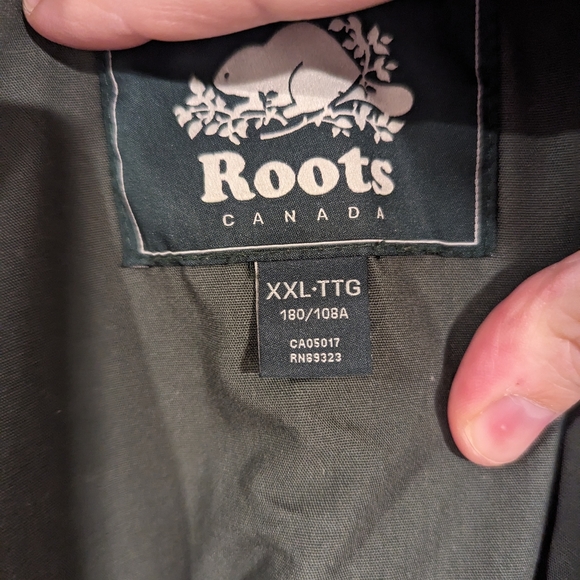 Roots
CANADA
XXL·TTG
180/108A
CA05017
RN89323